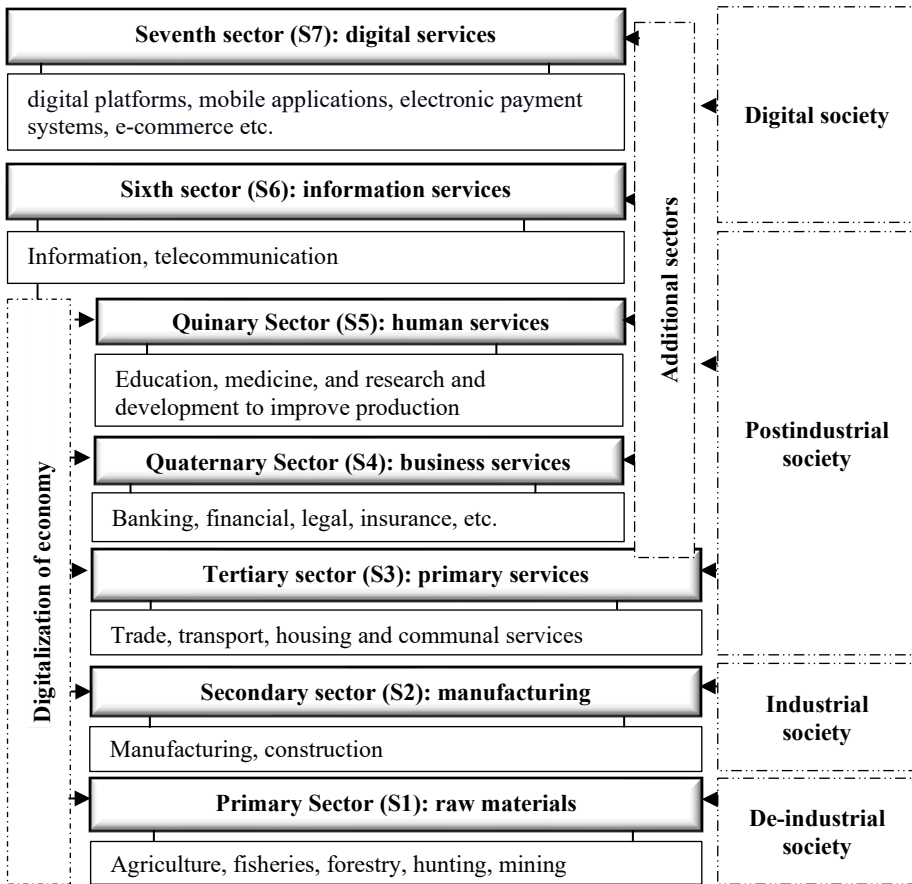 Seventh sector (S7): digital services
digital platforms, mobile applications, electronic payment
systems, e-commerce etc.
Sixth sector (S6): information services
Information, telecommunication
Quinary Sector (S5): human services
Education, medicine, and research and
development to improve production
Quaternary Sector (S4): business services
Banking, financial, legal, insurance, etc.
Tertiary sector (S3): primary services
Trade, transport, housing and communal services
Secondary sector (S2): manufacturing
Manufacturing, construction
Primary Sector (S1): raw materials
Agriculture, fisheries, forestry, hunting, mining
Digitalization of economy
Additional sectors
Digital society
Postindustrial
society
Industrial
society
De-industrial
society